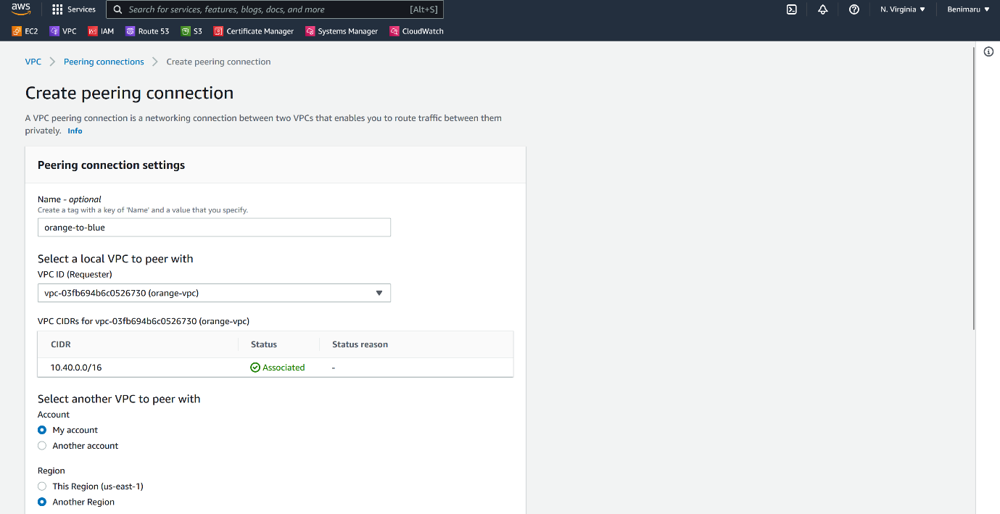 aws
Services
Search for services, features, blogs, docs, and more [Alt+S]
N. Virginia ▼
Benimaru ▼
EC2 VPC IAM Route 53 S3 Certificate Manager Systems Manager CloudWatch
VPC > Peering connections > Create peering connection
Create peering connection
A VPC peering connection is a networking connection between two VPCs that enables you to route traffic between them
privately. Info
Peering connection settings
Name - optional
Create a tag with a key of 'Name' and a value that you specify.
orange-to-blue
Select a local VPC to peer with
VPC ID (Requester)
vpc-03fb694b6c0526730 (orange-vpc)
VPC CIDRs for vpc-03fb694b6c0526730 (orange-vpc)
CIDR Status Status reason
10.40.0.0/16 Associated -
Select another VPC to peer with
Account
My account
Another account
Region
This Region (us-east-1)
Another Region